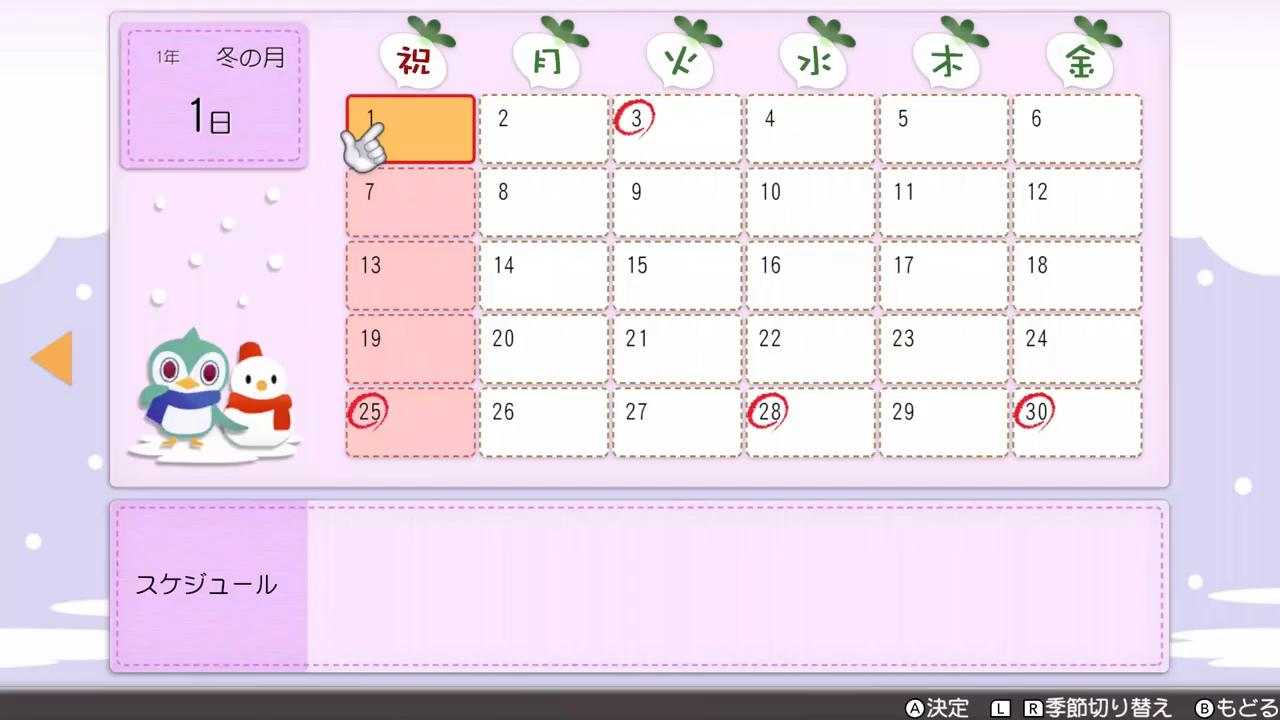 1年 冬の月
1日
祝 月 火 水 木 金
1 2 3 4 5 6
7 8 9 10 11 12
13 14 15 16 17 18
19 20 21 22 23 24
25 26 27 28 29 30
スケジュール
A決定 L R季節切り替え Bもどる